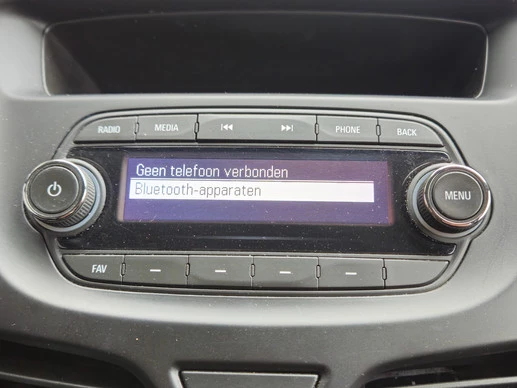 RADIO MEDIA PHONE BACK
Geen telefoon verbonden
Bluetooth-apparaten
MENU
FAV